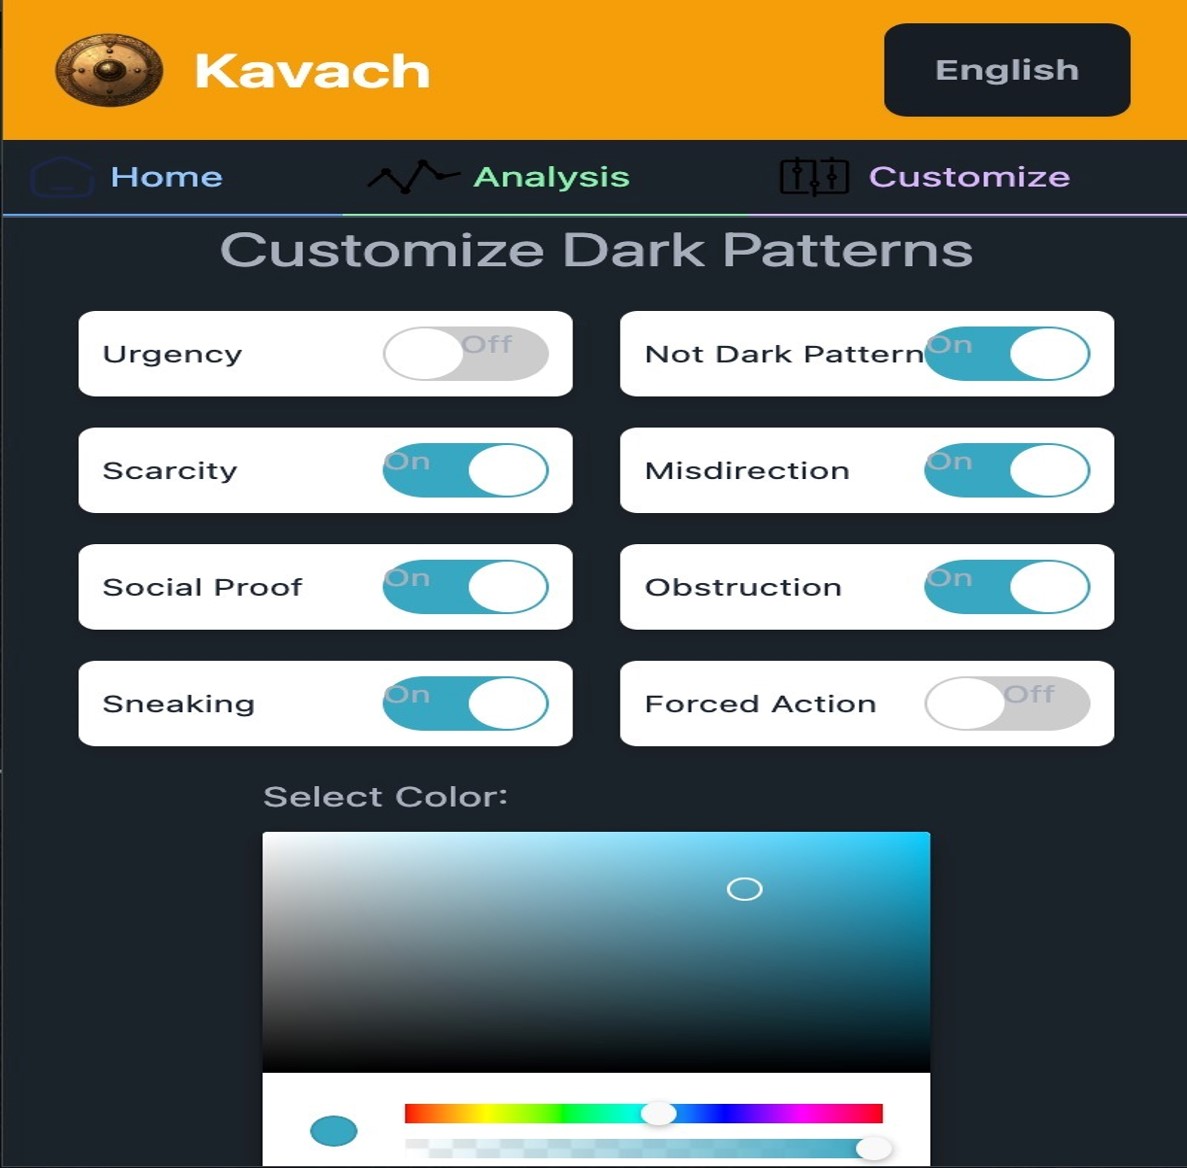 Kavach
English
Home Analysis Customize
Customize Dark Patterns
Urgency Off
Not Dark Pattern On
Scarcity On
Misdirection On
Social Proof On
Obstruction On
Sneaking On
Forced Action Off
Select Color: